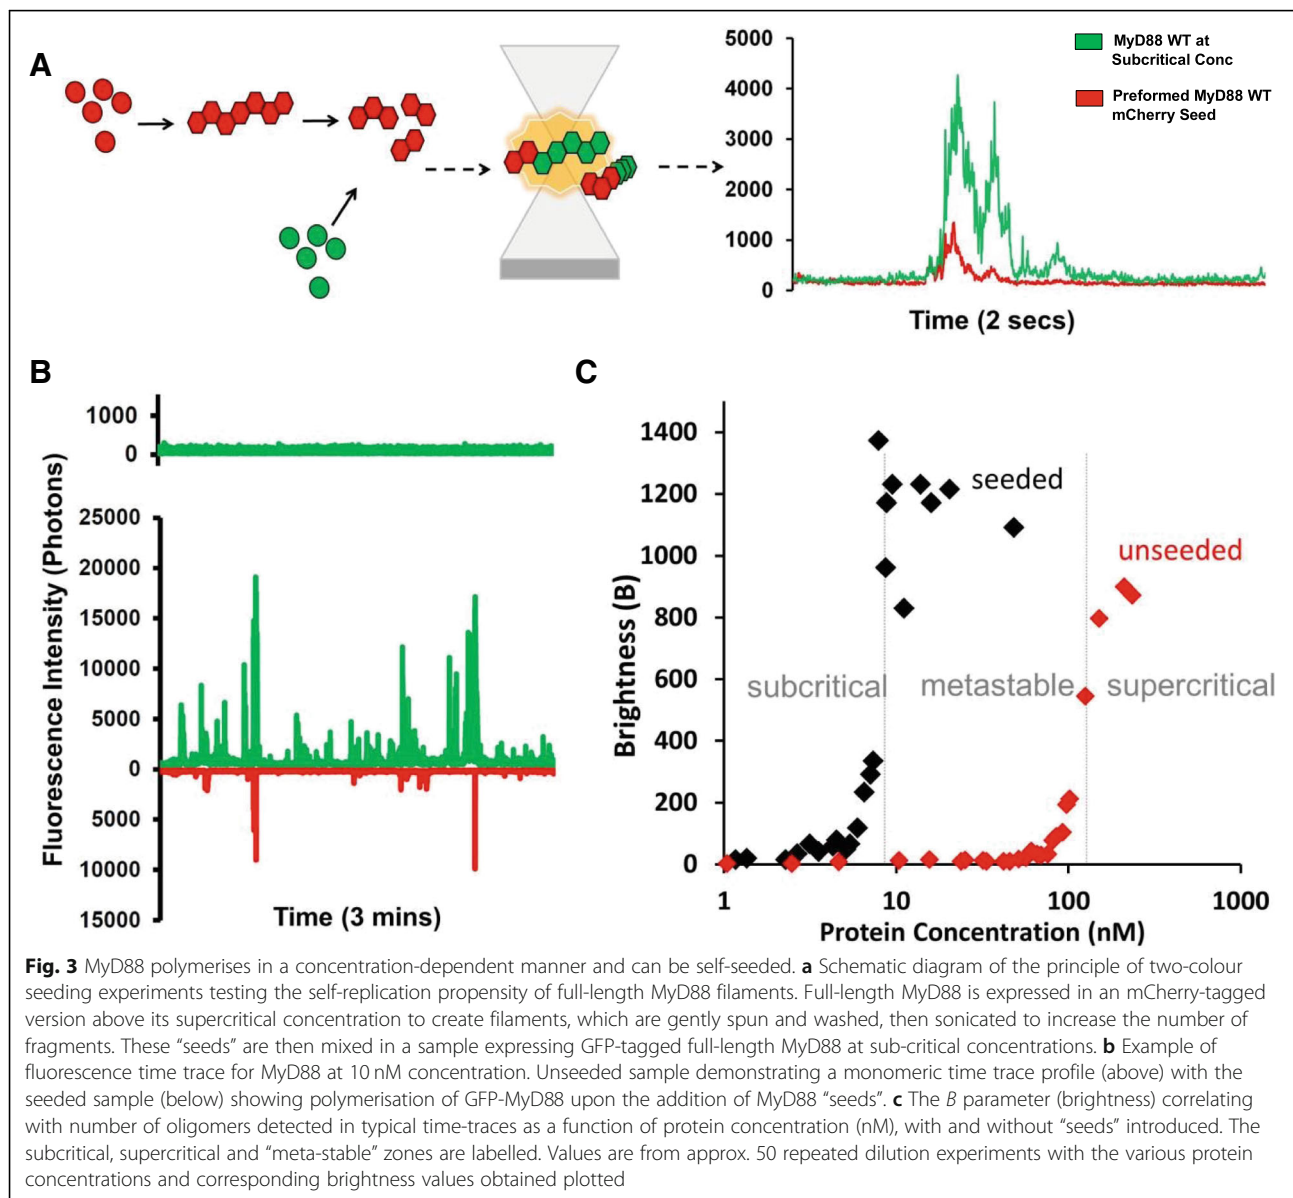 A
5000
4000
3000
2000
1000
0
MyD88 WT at
Subcritical Conc
Preformed MyD88 WT
mCherry Seed
Time (2 secs)
B
1000
0
25000
20000
15000
10000
5000
0
5000
10000
15000
Fluorescence Intensity (Photons)
Time (3 mins)
C
1400
1200
1000
800
600
400
200
0
Brightness (B)
seeded
unseeded
subcritical
metastable
supercritical
1
10
100
1000
Protein Concentration (nM)
Fig. 3 MyD88 polymerises in a concentration-dependent manner and can be self-seeded. a Schematic diagram of the principle of two-colour
seeding experiments testing the self-replication propensity of full-length MyD88 filaments. Full-length MyD88 is expressed in an mCherry-tagged
version above its supercritical concentration to create filaments, which are gently spun and washed, then sonicated to increase the number of
fragments. These “seeds” are then mixed in a sample expressing GFP-tagged full-length MyD88 at sub-critical concentrations. b Example of
fluorescence time trace for MyD88 at 10 nM concentration. Unseeded sample demonstrating a monomeric time trace profile (above) with the
seeded sample (below) showing polymerisation of GFP-MyD88 upon the addition of MyD88 “seeds”. c The B parameter (brightness) correlating
with number of oligomers detected in typical time-traces as a function of protein concentration (nM), with and without “seeds” introduced. The
subcritical, supercritical and “meta-stable” zones are labelled. Values are from approx. 50 repeated dilution experiments with the various protein
concentrations and corresponding brightness values obtained plotted